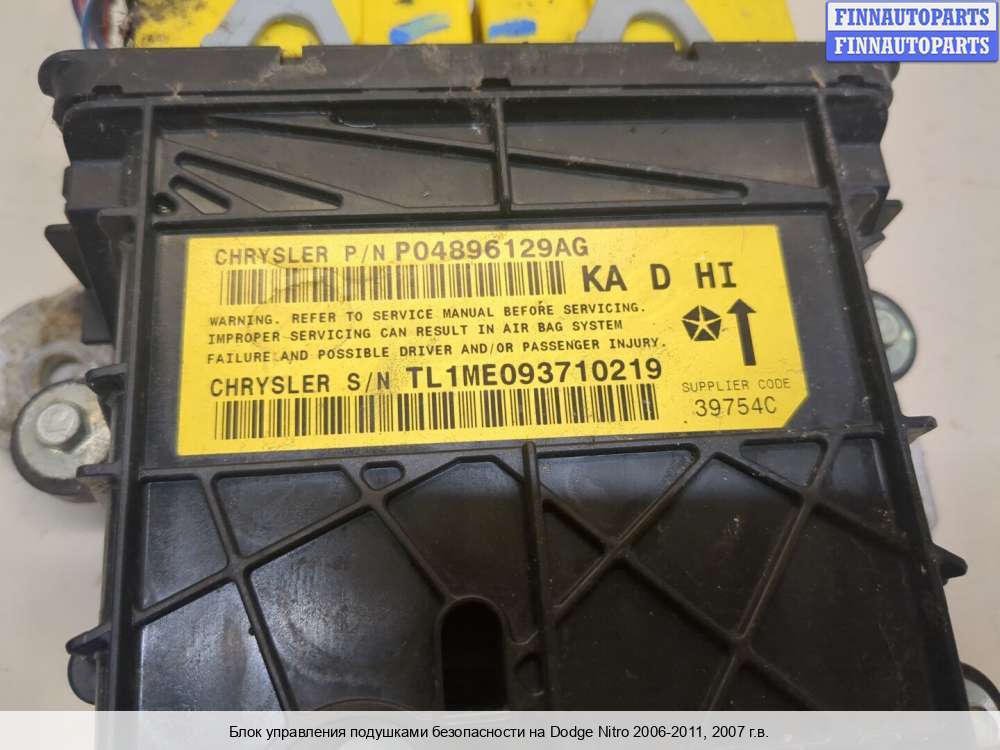 FINNAUTOPARTS
FINNAUTOPARTS
CHRYSLER P/N P04896129AG
KA D HI
WARNING. REFER TO SERVICE MANUAL BEFORE SERVICING.
IMPROPER SERVICING CAN RESULT IN AIR BAG SYSTEM
FAILURE AND POSSIBLE DRIVER AND/OR PASSENGER INJURY.
CHRYSLER S/N TL1ME093710219
SUPPLIER CODE
39754C
Блок управления подушками безопасности на Dodge Nitro 2006-2011, 2007 г.в.